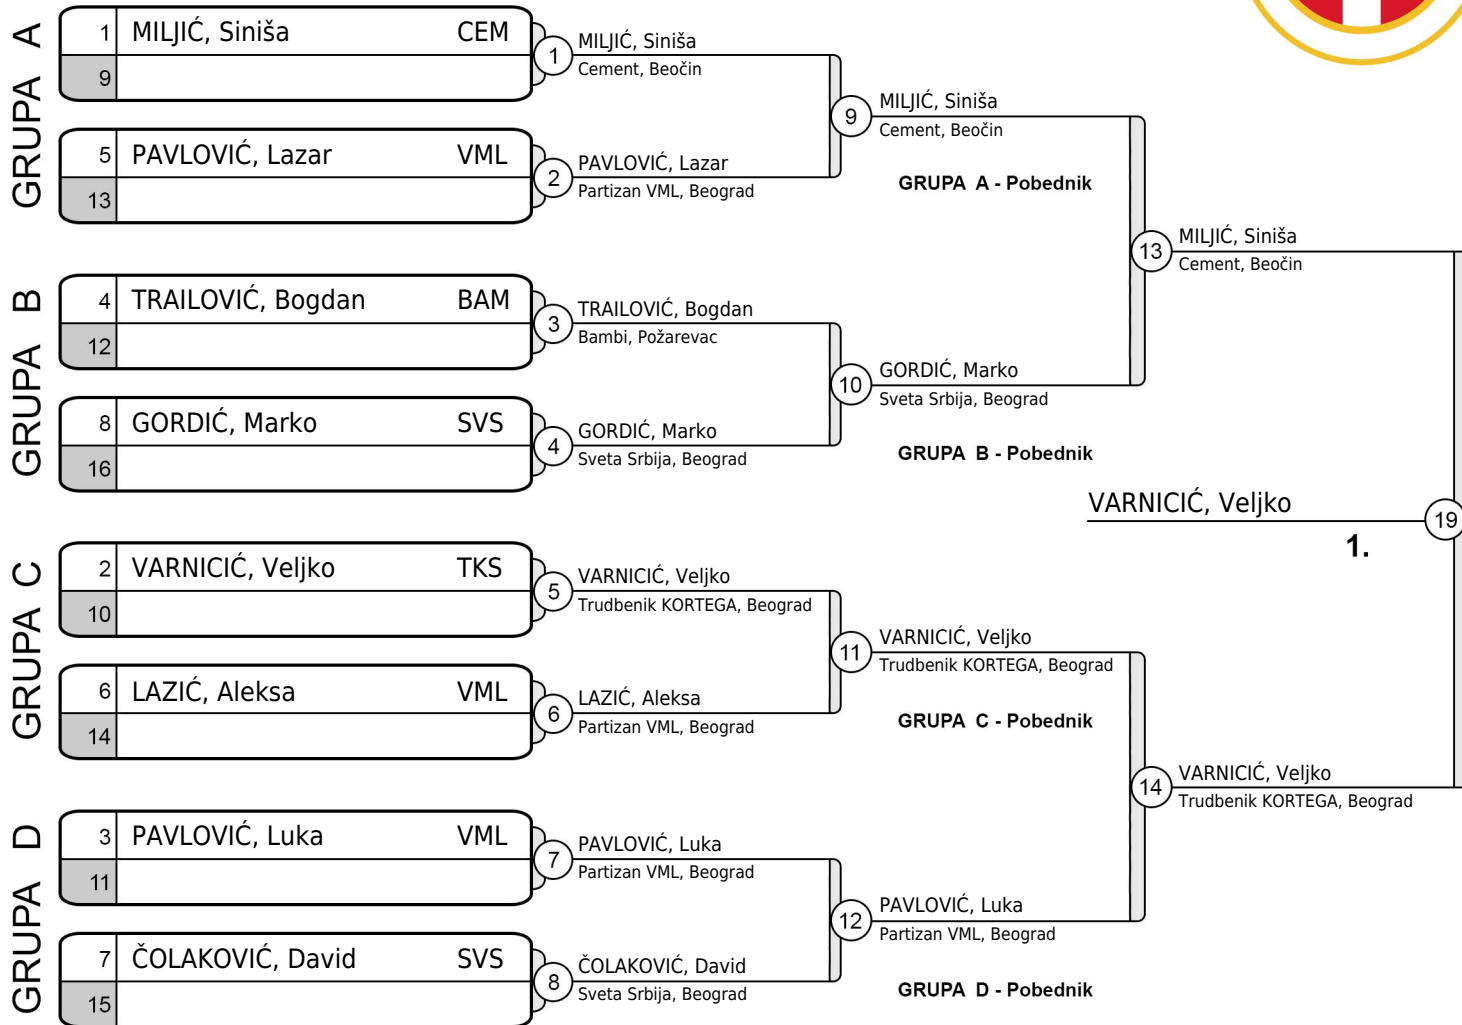 GRUPA A
1 MILJIĆ, Siniša CEM
9
1
MILJIĆ, Siniša
Cement, Beočin
5 PAVLOVIĆ, Lazar VML
13
2
PAVLOVIĆ, Lazar
Partizan VML, Beograd
9
MILJIĆ, Siniša
Cement, Beočin
GRUPA A - Pobednik
GRUPA B
4 TRAILOVIĆ, Bogdan BAM
12
3
TRAILOVIĆ, Bogdan
Bambi, Požarevac
8 GORDIĆ, Marko SVS
16
4
GORDIĆ, Marko
Sveta Srbija, Beograd
10
GORDIĆ, Marko
Sveta Srbija, Beograd
GRUPA B - Pobednik
13
MILJIĆ, Siniša
Cement, Beočin
VARNICIĆ, Veljko
19
1.
GRUPA C
2 VARNICIĆ, Veljko TKS
10
5
VARNICIĆ, Veljko
Trudbenik KORTEGA, Beograd
6 LAZIĆ, Aleksa VML
14
6
LAZIĆ, Aleksa
Partizan VML, Beograd
11
VARNICIĆ, Veljko
Trudbenik KORTEGA, Beograd
GRUPA C - Pobednik
GRUPA D
3 PAVLOVIĆ, Luka VML
11
7
PAVLOVIĆ, Luka
Partizan VML, Beograd
7 ČOLAKOVIĆ, David SVS
15
8
ČOLAKOVIĆ, David
Sveta Srbija, Beograd
12
PAVLOVIĆ, Luka
Partizan VML, Beograd
GRUPA D - Pobednik
14
VARNICIĆ, Veljko
Trudbenik KORTEGA, Beograd